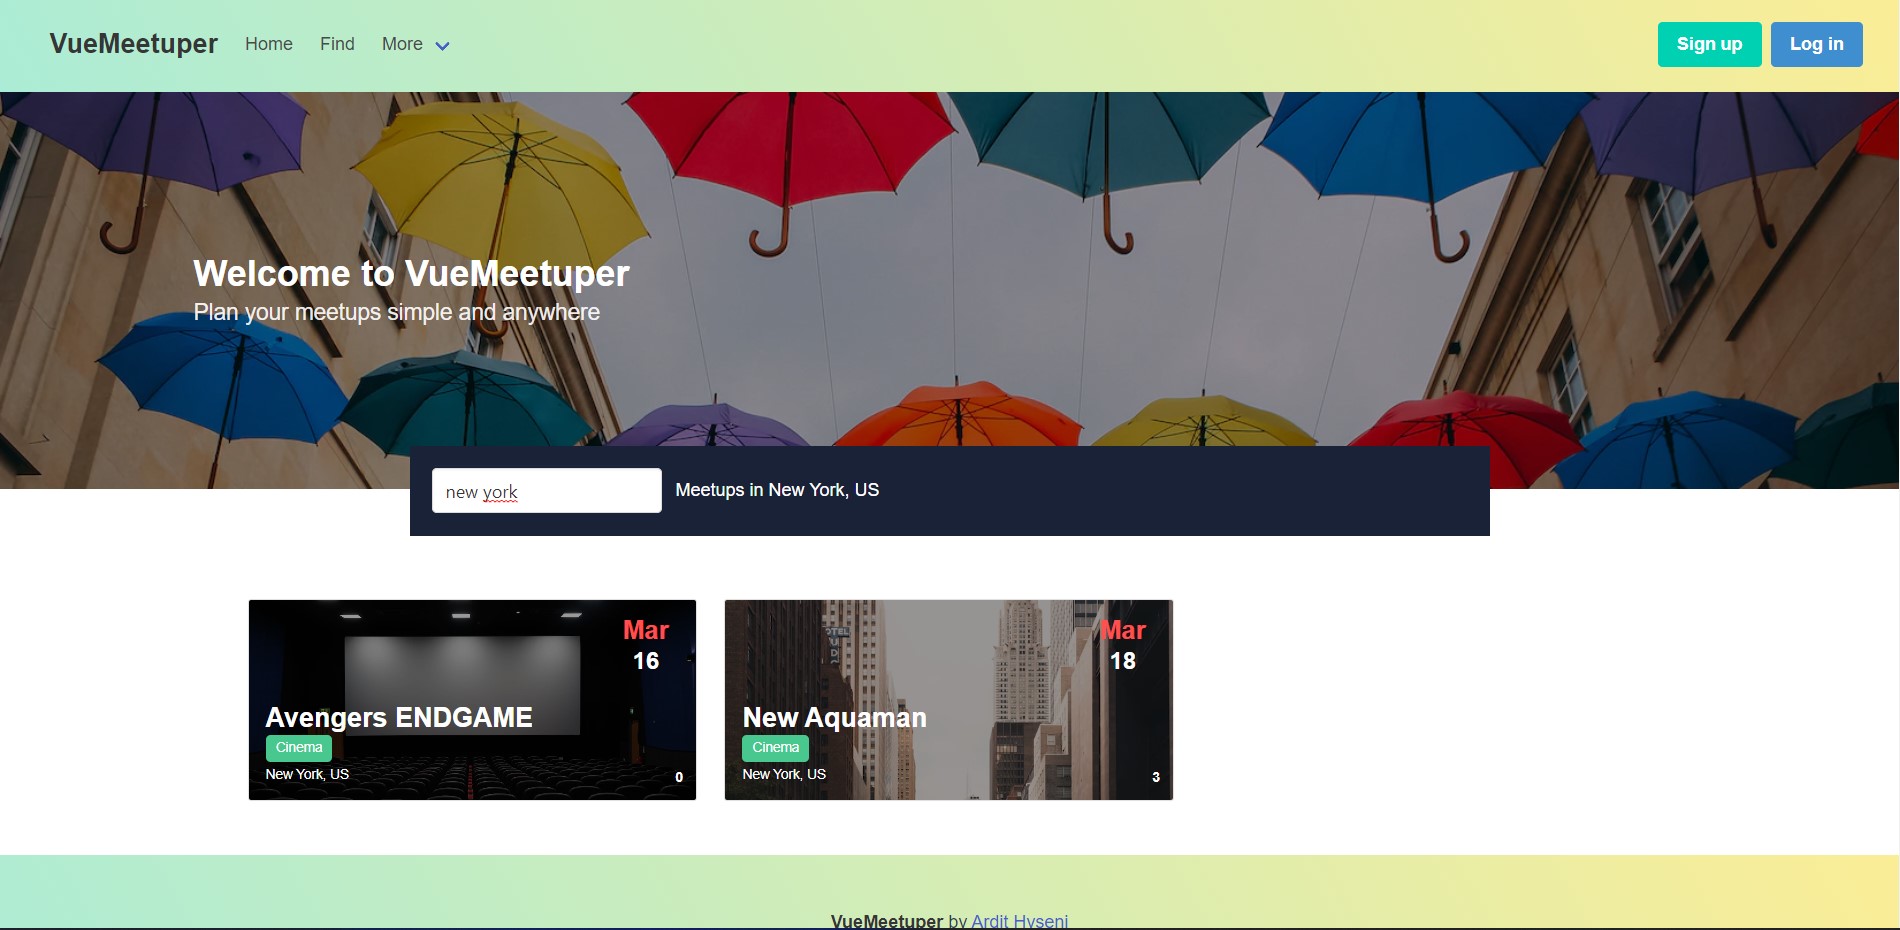 VueMeetuper Home Find More Sign up Log in
Welcome to VueMeetuper
Plan your meetups simple and anywhere
new york Meetups in New York, US
Mar
16
Avengers ENDGAME
Cinema
New York, US
0
Mar
18
New Aquaman
Cinema
New York, US
3
VueMeetuper by Ardit Hyseni